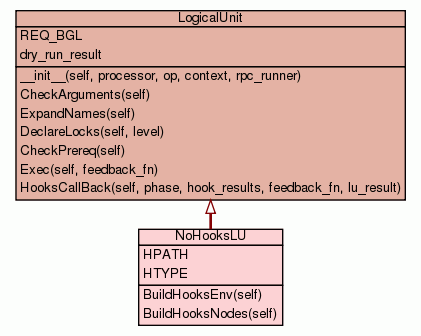 LogicalUnit
REQ_BGL
dry_run_result
__init__(self, processor, op, context, rpc_runner)
CheckArguments(self)
ExpandNames(self)
DeclareLocks(self, level)
CheckPrereq(self)
Exec(self, feedback_fn)
HooksCallBack(self, phase, hook_results, feedback_fn, lu_result)
NoHooksLU
HPATH
HTYPE
BuildHooksEnv(self)
BuildHooksNodes(self)